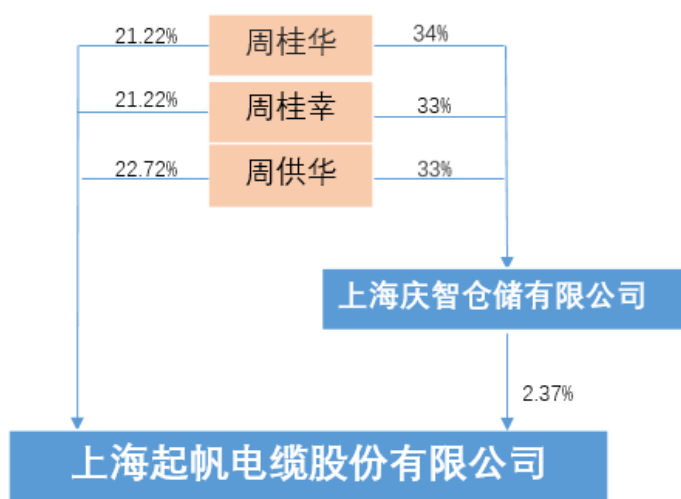 21.22% 周桂华 34%
21.22% 周桂幸 33%
22.72% 周供华 33%
上海庆智仓储有限公司
2.37%
上海起帆电缆股份有限公司